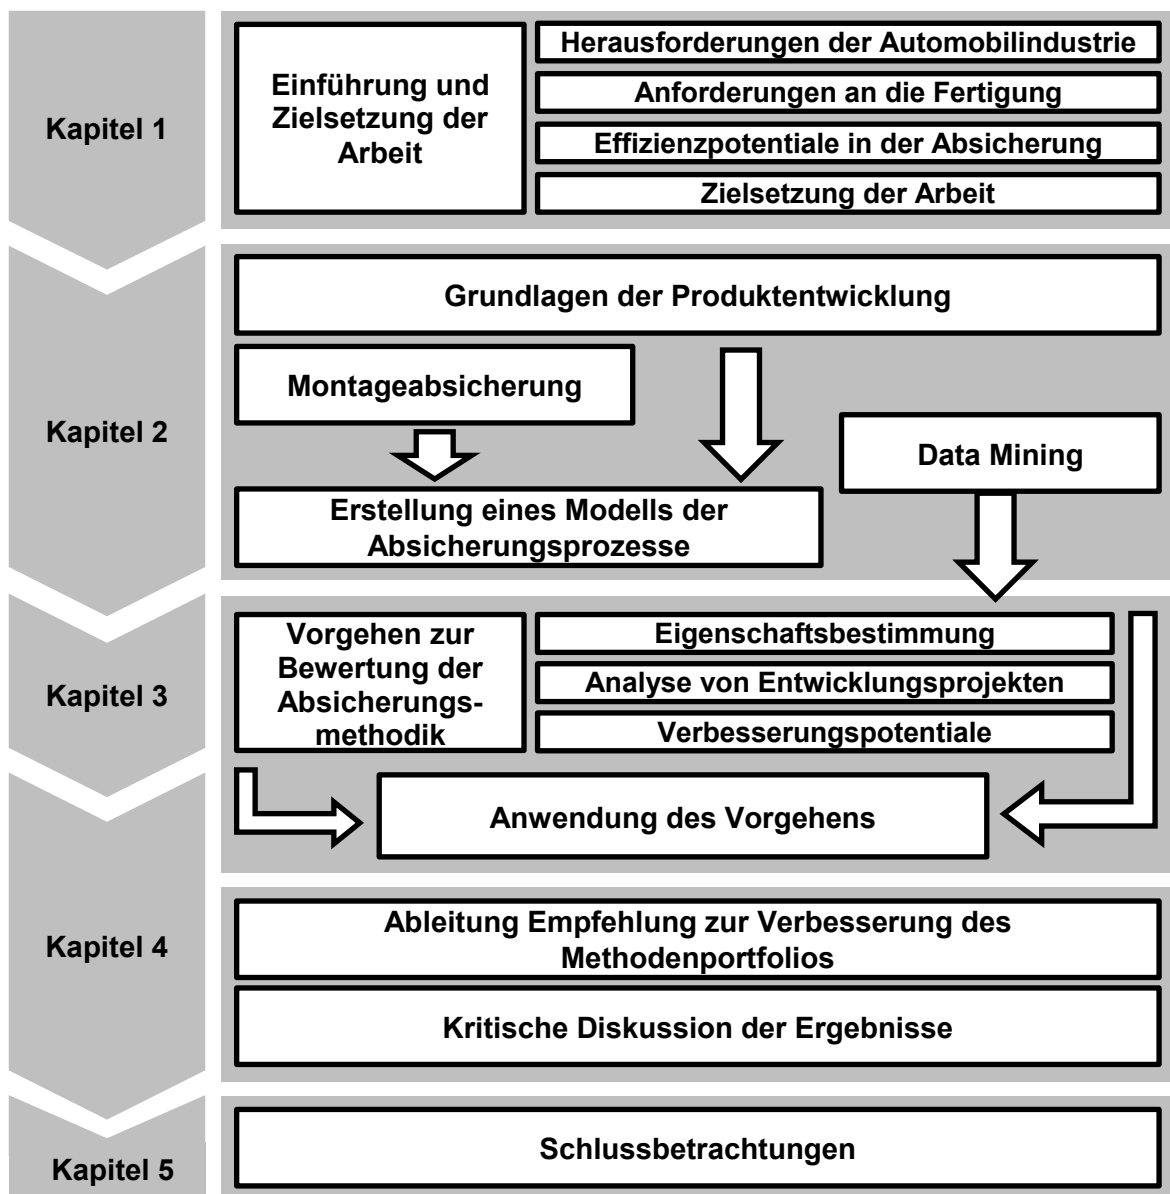 Kapitel 1
Einführung und
Zielsetzung der
Arbeit
Herausforderungen der Automobilindustrie
Anforderungen an die Fertigung
Effizienzpotentiale in der Absicherung
Zielsetzung der Arbeit
Kapitel 2
Grundlagen der Produktentwicklung
Montageabsicherung
Data Mining
Erstellung eines Modells der
Absicherungsprozesse
Kapitel 3
Vorgehen zur
Bewertung der
Absicherungs-
methodik
Eigenschaftsbestimmung
Analyse von Entwicklungsprojekten
Verbesserungspotentiale
Anwendung des Vorgehens
Kapitel 4
Ableitung Empfehlung zur Verbesserung des
Methodenportfolios
Kritische Diskussion der Ergebnisse
Kapitel 5
Schlussbetrachtungen